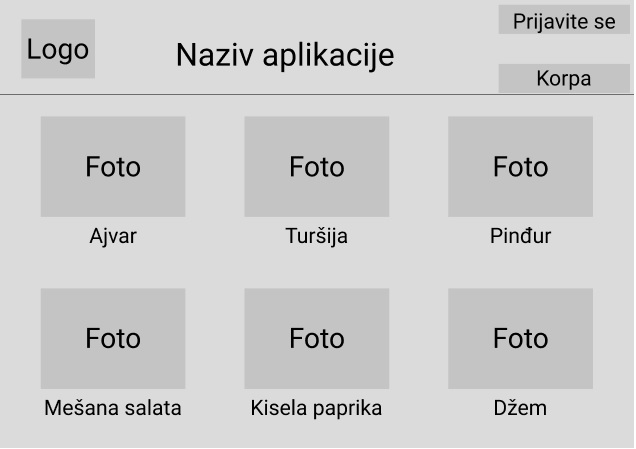 Logo
Naziv aplikacije
Prijavite se
Korpa
Foto
Foto
Foto
Ajvar
Turšija
Pinđur
Foto
Foto
Foto
Mešana salata
Kisela paprika
Džem